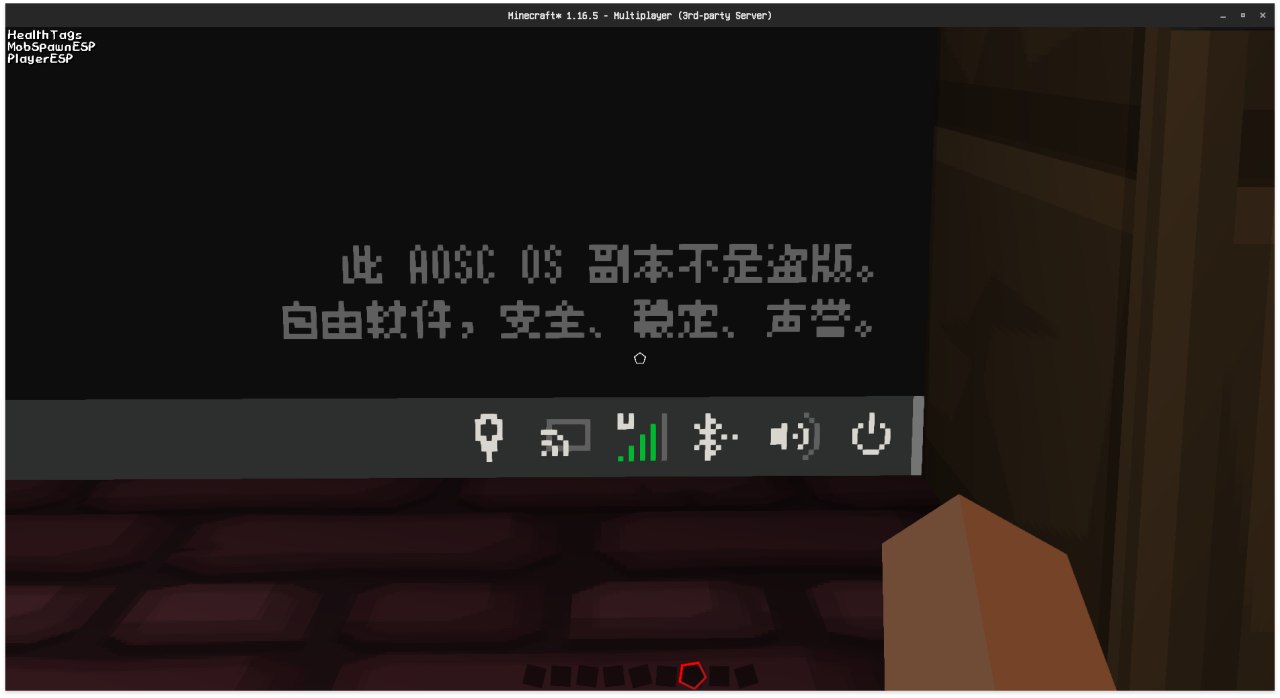 Minecraft* 1.16.5 - Multiplayer (3rd-party Server)
HealthTags
MobSpawnESP
PlayerESP
此 AOSC OS 副本不是盗版。
自由软件，安全、稳定、声誉。